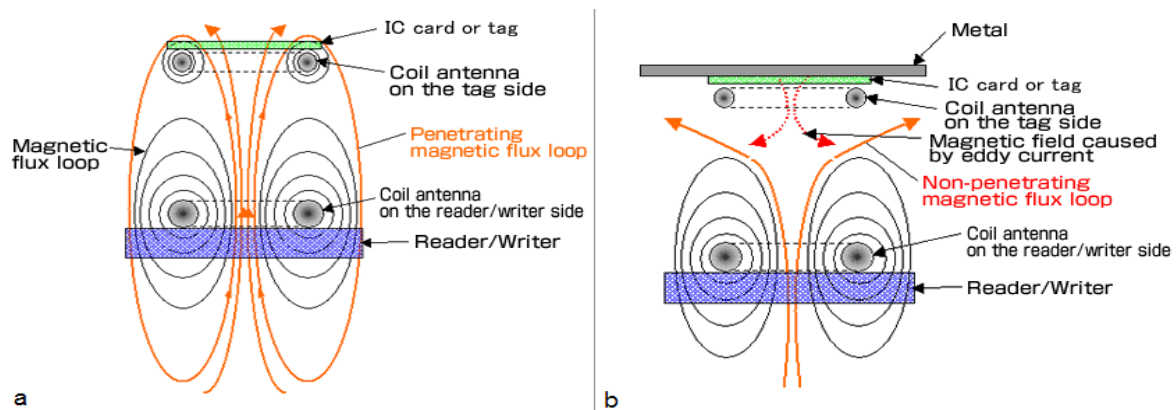 IC card or tag
Coil antenna
on the tag side
Magnetic
flux loop
Penetrating
magnetic flux loop
Coil antenna
on the reader/writer side
Reader/Writer
a
Metal
IC card or tag
Coil antenna
on the tag side
Magnetic field caused
by eddy current
Non-penetrating
magnetic flux loop
Coil antenna
on the reader/writer side
Reader/Writer
b